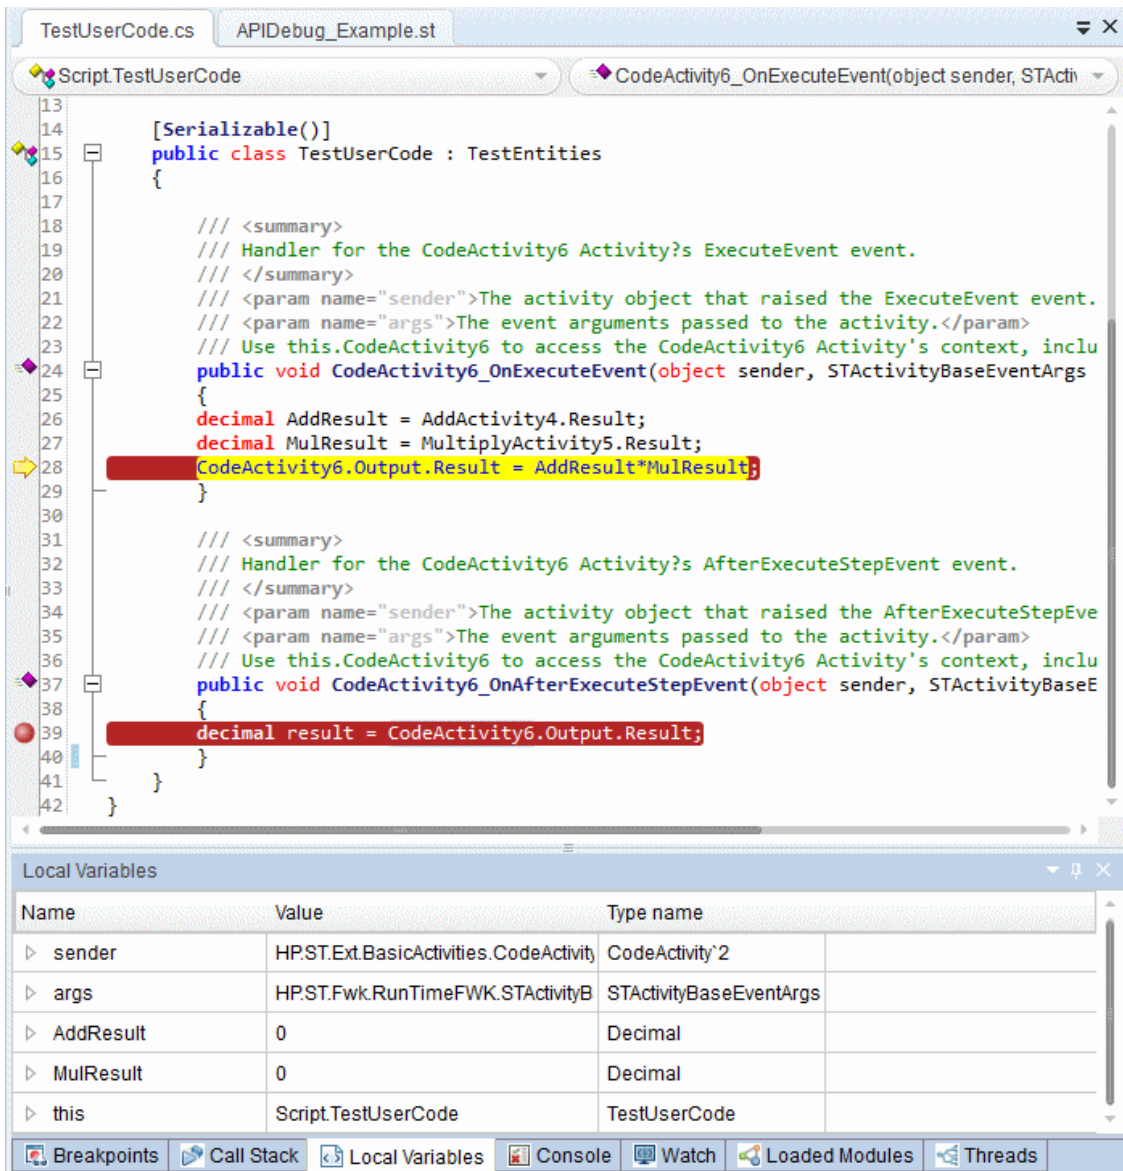 TestUserCode.cs APIDebug_Example.st
Script.TestUserCode CodeActivity6_OnExecuteEvent(object sender, STActiv
13
14 [Serializable()]
15 public class TestUserCode : TestEntities
16 {
17
18 /// <summary>
19 /// Handler for the CodeActivity6 Activity?s ExecuteEvent event.
20 /// </summary>
21 /// <param name="sender">The activity object that raised the ExecuteEvent event.
22 /// <param name="args">The event arguments passed to the activity.</param>
23 /// Use this.CodeActivity6 to access the CodeActivity6 Activity's context, inclu
24 public void CodeActivity6_OnExecuteEvent(object sender, STActivityBaseEventArgs
25 {
26 decimal AddResult = AddActivity4.Result;
27 decimal MulResult = MultiplyActivity5.Result;
28 CodeActivity6.Output.Result = AddResult*MulResult;
29 }
30
31 /// <summary>
32 /// Handler for the CodeActivity6 Activity?s AfterExecuteStepEvent event.
33 /// </summary>
34 /// <param name="sender">The activity object that raised the AfterExecuteStepEve
35 /// <param name="args">The event arguments passed to the activity.</param>
36 /// Use this.CodeActivity6 to access the CodeActivity6 Activity's context, inclu
37 public void CodeActivity6_OnAfterExecuteStepEvent(object sender, STActivityBaseE
38 {
39 decimal result = CodeActivity6.Output.Result;
40 }
41 }
42 }
Local Variables
Name Value Type name
sender HP.ST.Ext.BasicActivities.CodeActivity CodeActivity`2
args HP.ST.Fwk.RunTimeFWK.STActivityB STActivityBaseEventArgs
AddResult 0 Decimal
MulResult 0 Decimal
this Script.TestUserCode TestUserCode
Breakpoints Call Stack Local Variables Console Watch Loaded Modules Threads